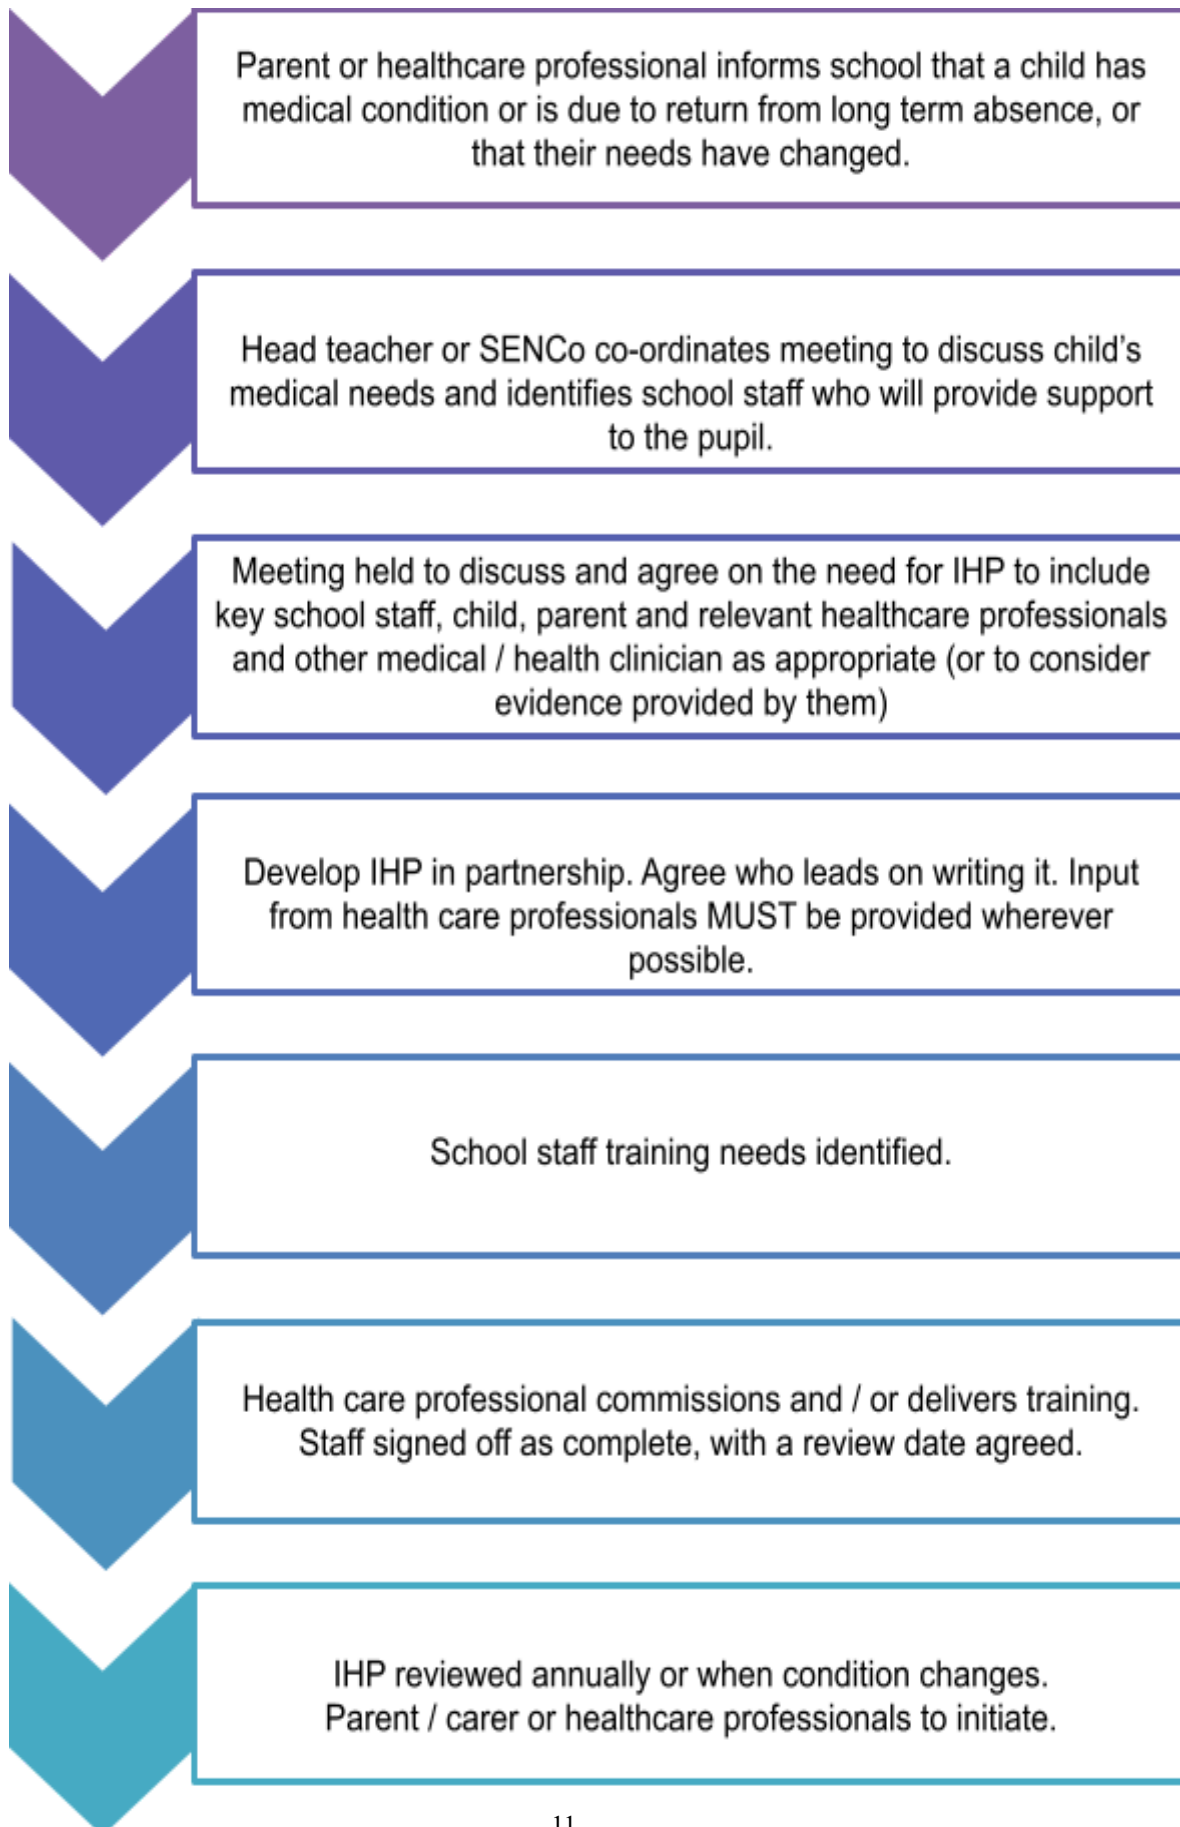 Parent or healthcare professional informs school that a child has
medical condition or is due to return from long term absence, or
that their needs have changed.
Head teacher or SENCo co-ordinates meeting to discuss child's
medical needs and identifies school staff who will provide support
to the pupil.
Meeting held to discuss and agree on the need for IHP to include
key school staff, child, parent and relevant healthcare professionals
and other medical / health clinician as appropriate (or to consider
evidence provided by them)
Develop IHP in partnership. Agree who leads on writing it. Input
from health care professionals MUST be provided wherever
possible.
School staff training needs identified.
Health care professional commissions and / or delivers training.
Staff signed off as complete, with a review date agreed.
IHP reviewed annually or when condition changes.
Parent / carer or healthcare professionals to initiate.
11